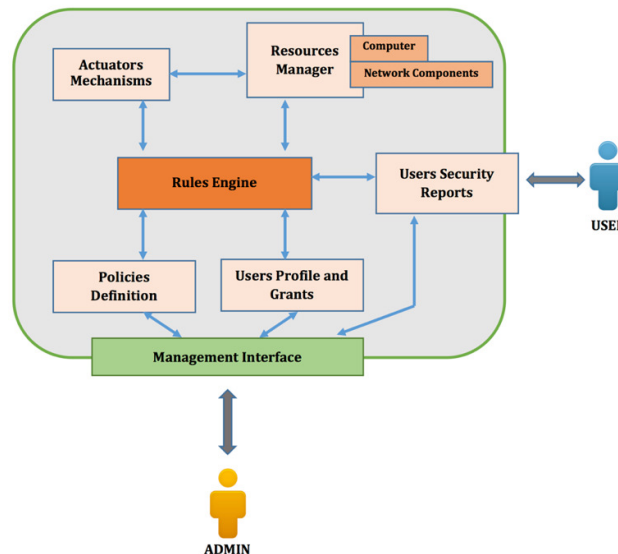 Actuators
Mechanisms
Resources
Manager
Computer
Network Components
Rules Engine
Users Security
Reports
USER
Policies
Definition
Users Profile and
Grants
Management Interface
ADMIN